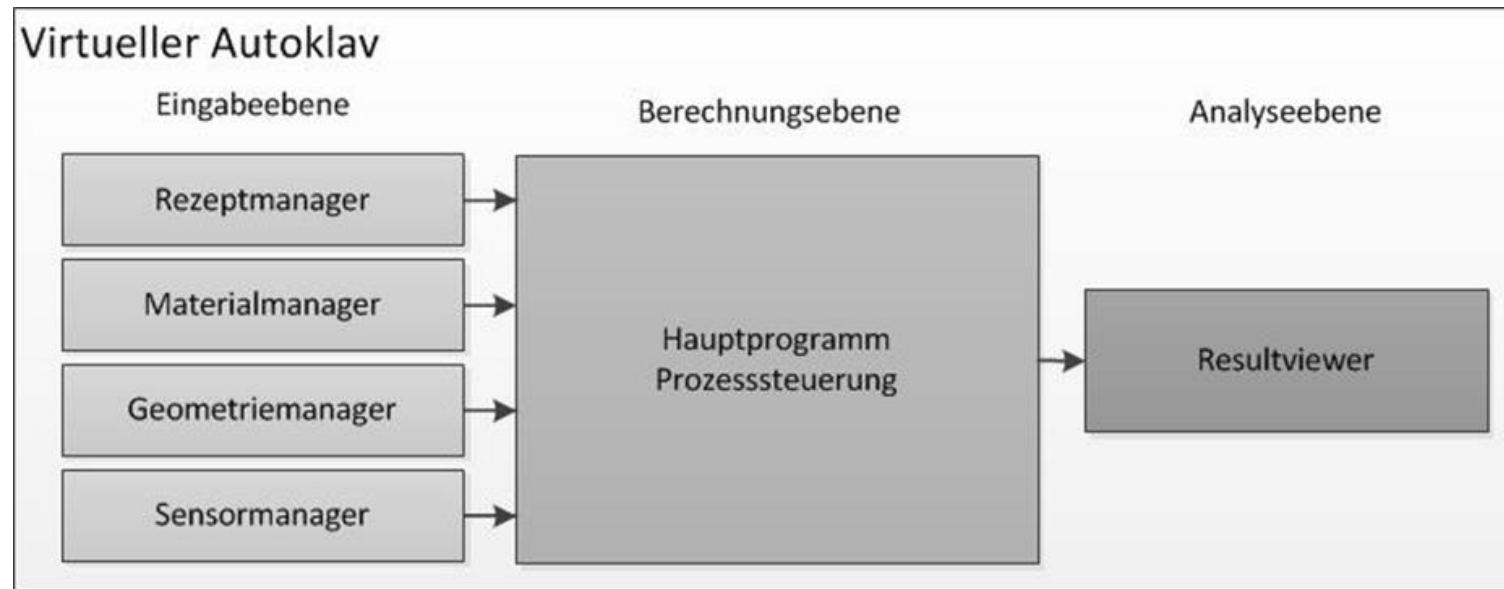 Virtueller Autoklav
Eingabeebene
Berechnungsebene
Analyseebene
Rezeptmanager
Materialmanager
Geometriemanager
Sensormanager
Hauptprogramm
Prozesssteuerung
Resultviewer